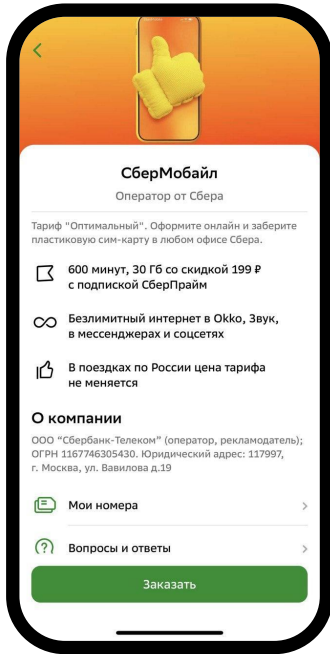 СберМобайл
Оператор от Сбера
Тариф "Оптимальный". Оформите онлайн и заберите
пластиковую сим-карту в любом офисе Сбера.
600 минут, 30 Гб со скидкой 199 ₽
с подпиской СберПрайм
Безлимитный интернет в Okko, Звук,
в мессенджерах и соцсетях
В поездках по России цена тарифа
не меняется
О компании
ООО “Сбербанк-Телеком” (оператор, рекламодатель);
ОГРН 1167746305430. Юридический адрес: 117997,
г. Москва, ул. Вавилова д.19
Мои номера
Вопросы и ответы
Заказать